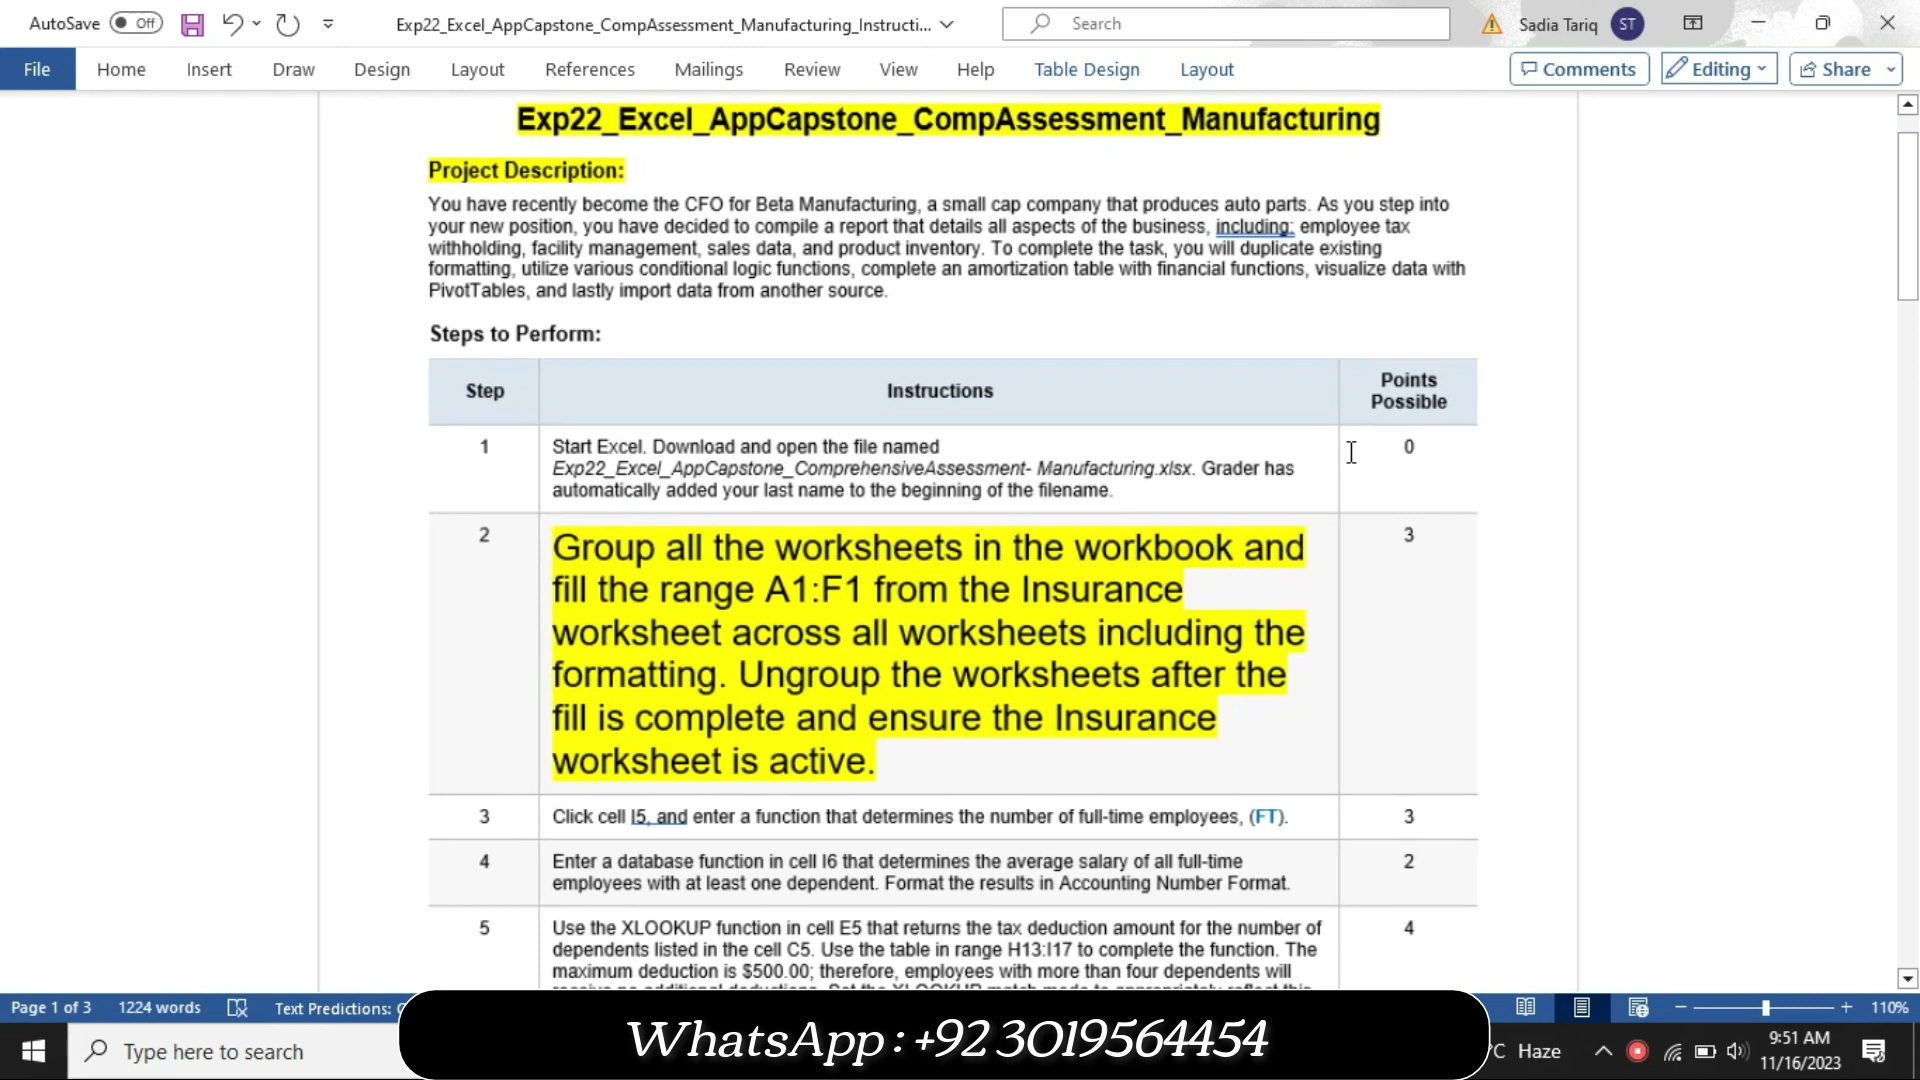 AutoSave Off Exp22_Excel_AppCapstone_CompAssessment_Manufacturing_Instructi... Search Sadia Tariq ST
File Home Insert Draw Design Layout References Mailings Review View Help Table Design Layout Comments Editing Share
Exp22_Excel_AppCapstone_CompAssessment_Manufacturing
Project Description:
You have recently become the CFO for Beta Manufacturing, a small cap company that produces auto parts. As you step into
your new position, you have decided to compile a report that details all aspects of the business, including: employee tax
withholding, facility management, sales data, and product inventory. To complete the task, you will duplicate existing
formatting, utilize various conditional logic functions, complete an amortization table with financial functions, visualize data with
PivotTables, and lastly import data from another source.
Steps to Perform:
Step Instructions Points
Possible
1 Start Excel. Download and open the file named 0
Exp22_Excel_AppCapstone_ComprehensiveAssessment- Manufacturing.xlsx. Grader has
automatically added your last name to the beginning of the filename.
2 Group all the worksheets in the workbook and 3
fill the range A1:F1 from the Insurance
worksheet across all worksheets including the
formatting. Ungroup the worksheets after the
fill is complete and ensure the Insurance
worksheet is active.
3 Click cell I5, and enter a function that determines the number of full-time employees, (FT). 3
4 Enter a database function in cell I6 that determines the average salary of all full-time 2
employees with at least one dependent. Format the results in Accounting Number Format.
5 Use the XLOOKUP function in cell E5 that returns the tax deduction amount for the number of 4
dependents listed in the cell C5. Use the table in range H13:I17 to complete the function. The
maximum deduction is $500.00; therefore, employees with more than four dependents will
Page 1 of 3 1224 words Text Predictions: 110%
WhatsApp : +92 3019564454
Type here to search °C Haze 9:51 AM
11/16/2023